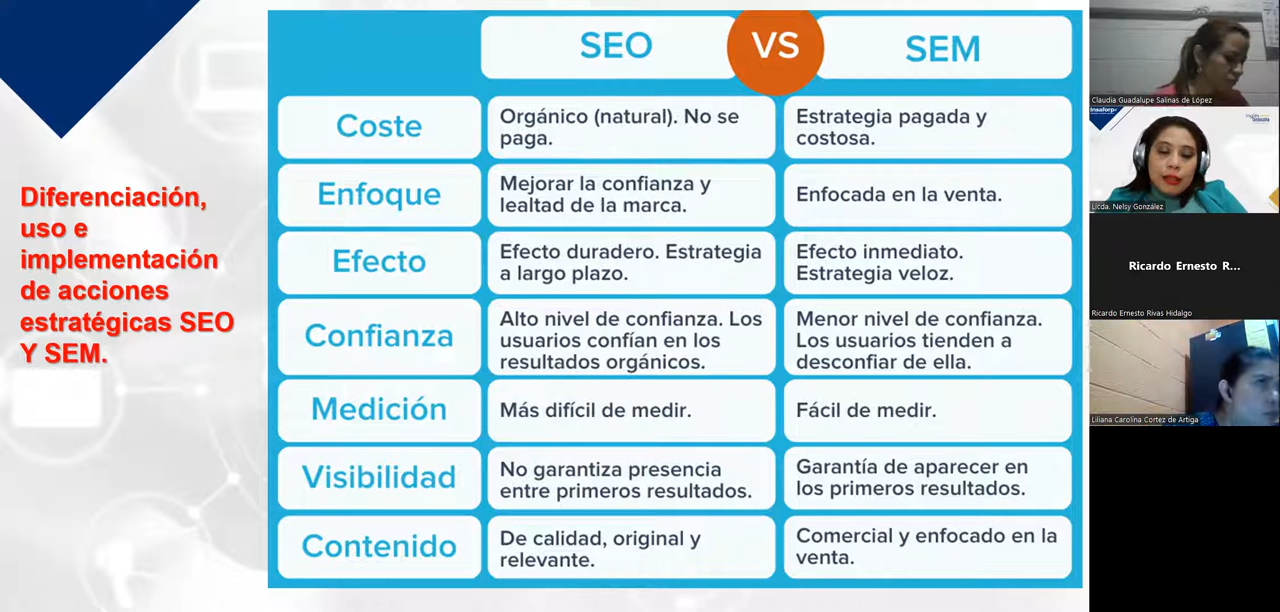 Diferenciación,
uso e
implementación
de acciones
estratégicas SEO
Y SEM.
SEO
VS
SEM
Coste
Orgánico (natural). No se
paga.
Estrategia pagada y
costosa.
Enfoque
Mejorar la confianza y
lealtad de la marca.
Enfocada en la venta.
Efecto
Efecto duradero. Estrategia
a largo plazo.
Efecto inmediato.
Estrategia veloz.
Confianza
Alto nivel de confianza. Los
usuarios confían en los
resultados orgánicos.
Menor nivel de confianza.
Los usuarios tienden a
desconfiar de ella.
Medición
Más difícil de medir.
Fácil de medir.
Visibilidad
No garantiza presencia
entre primeros resultados.
Garantía de aparecer en
los primeros resultados.
Contenido
De calidad, original y
relevante.
Comercial y enfocado en la
venta.
Claudia Guadalupe Salinas de López
Insaforp
Licda. Nelsy González
Ricardo Ernesto R...
Ricardo Ernesto Rivas Hidalgo
Liliana Carolina Cortez de Artiga